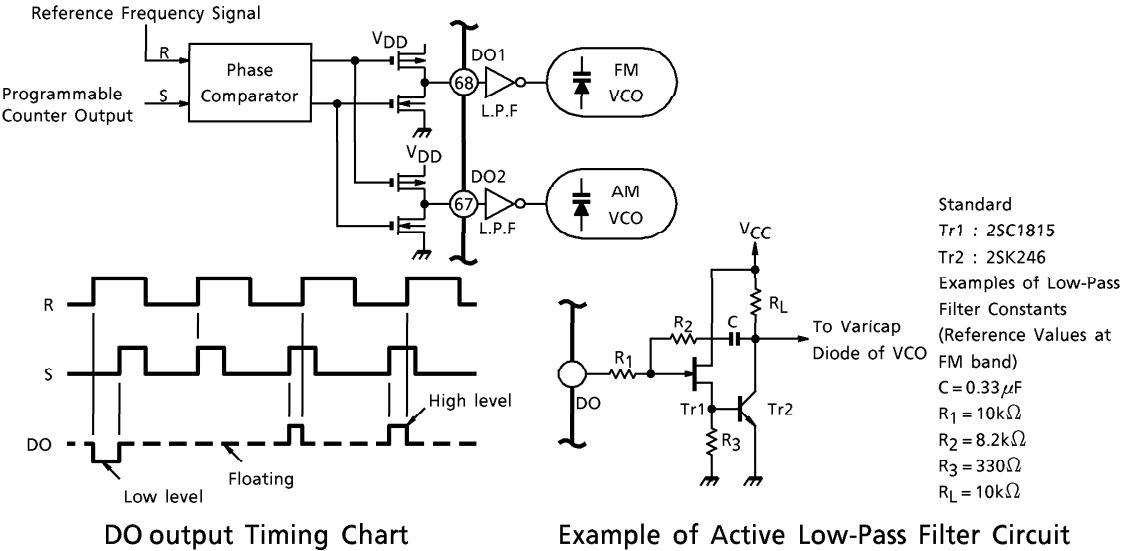 Reference Frequency Signal
R
Programmable
Counter Output
S
Phase
Comparator
VDD
DO1
68
L.P.F
FM
VCO
VDD
DO2
67
L.P.F
AM
VCO
R
S
DO
High level
Floating
Low level
DO output Timing Chart
VCC
RL
R2
C
To Varicap
Diode of VCO
R1
DO
Tr1
Tr2
R3
Example of Active Low-Pass Filter Circuit
Standard
Tr1 : 2SC1815
Tr2 : 2SK246
Examples of Low-Pass
Filter Constants
(Reference Values at
FM band)
C = 0.33μF
R1 = 10kΩ
R2 = 8.2kΩ
R3 = 330Ω
RL = 10kΩ